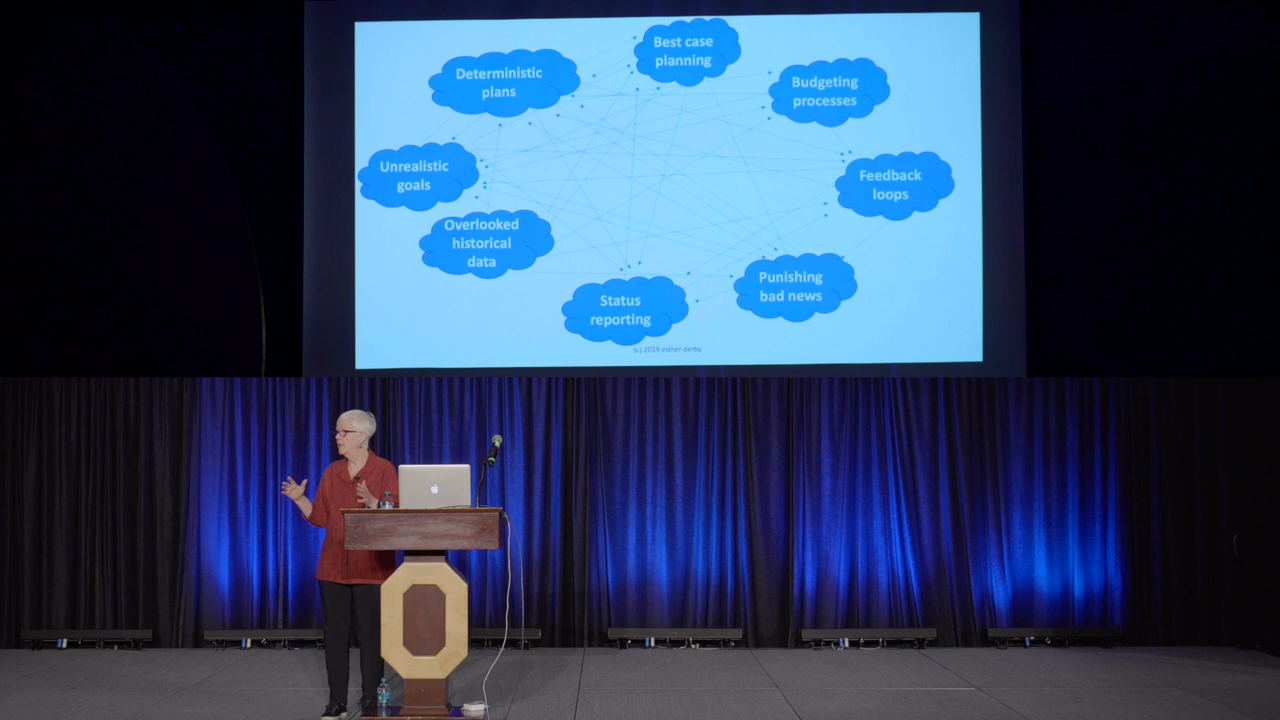 Best case
planning
Deterministic
plans
Budgeting
processes
Unrealistic
goals
Feedback
loops
Overlooked
historical
data
Punishing
bad news
Status
reporting
(c) 2019 esther derby